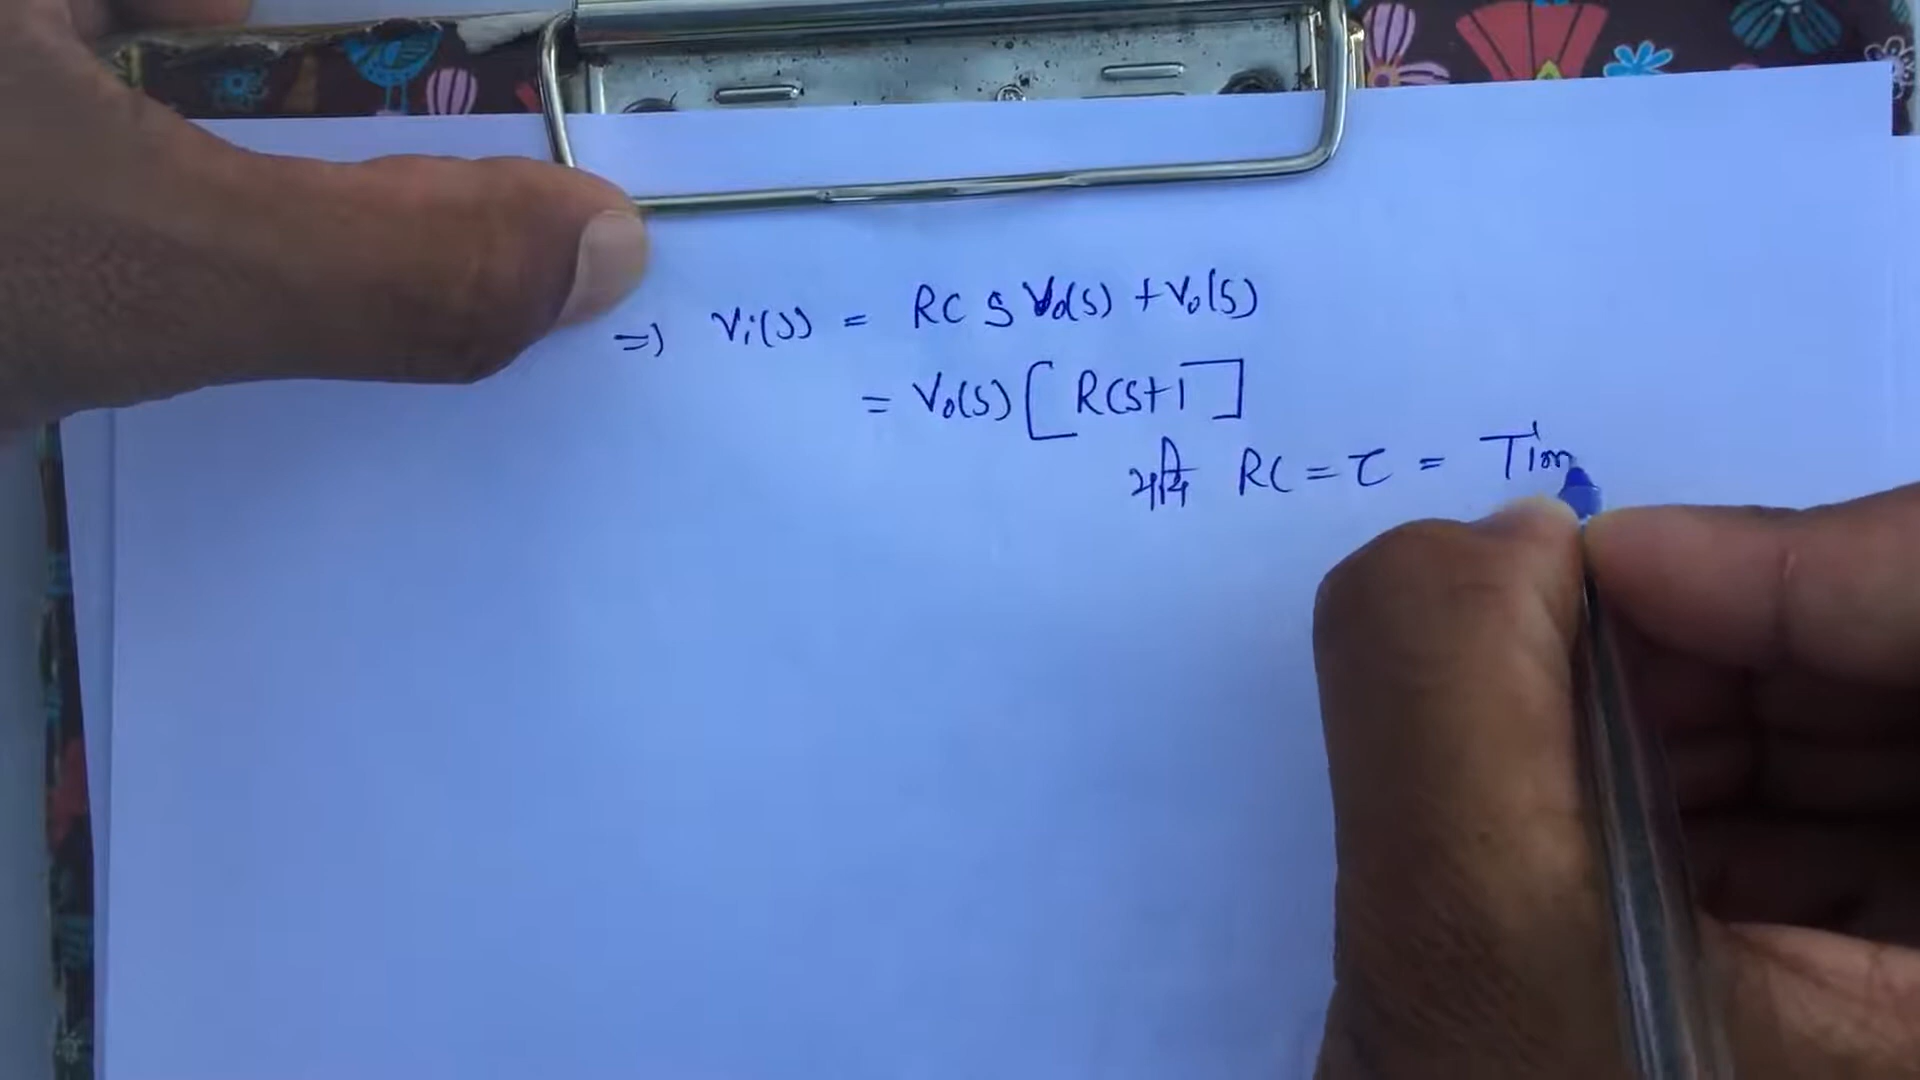 => Vi(s) = RC S Vo(s) + Vo(s)
= Vo(s) [RCS+1]
यदि RC = τ = Tim